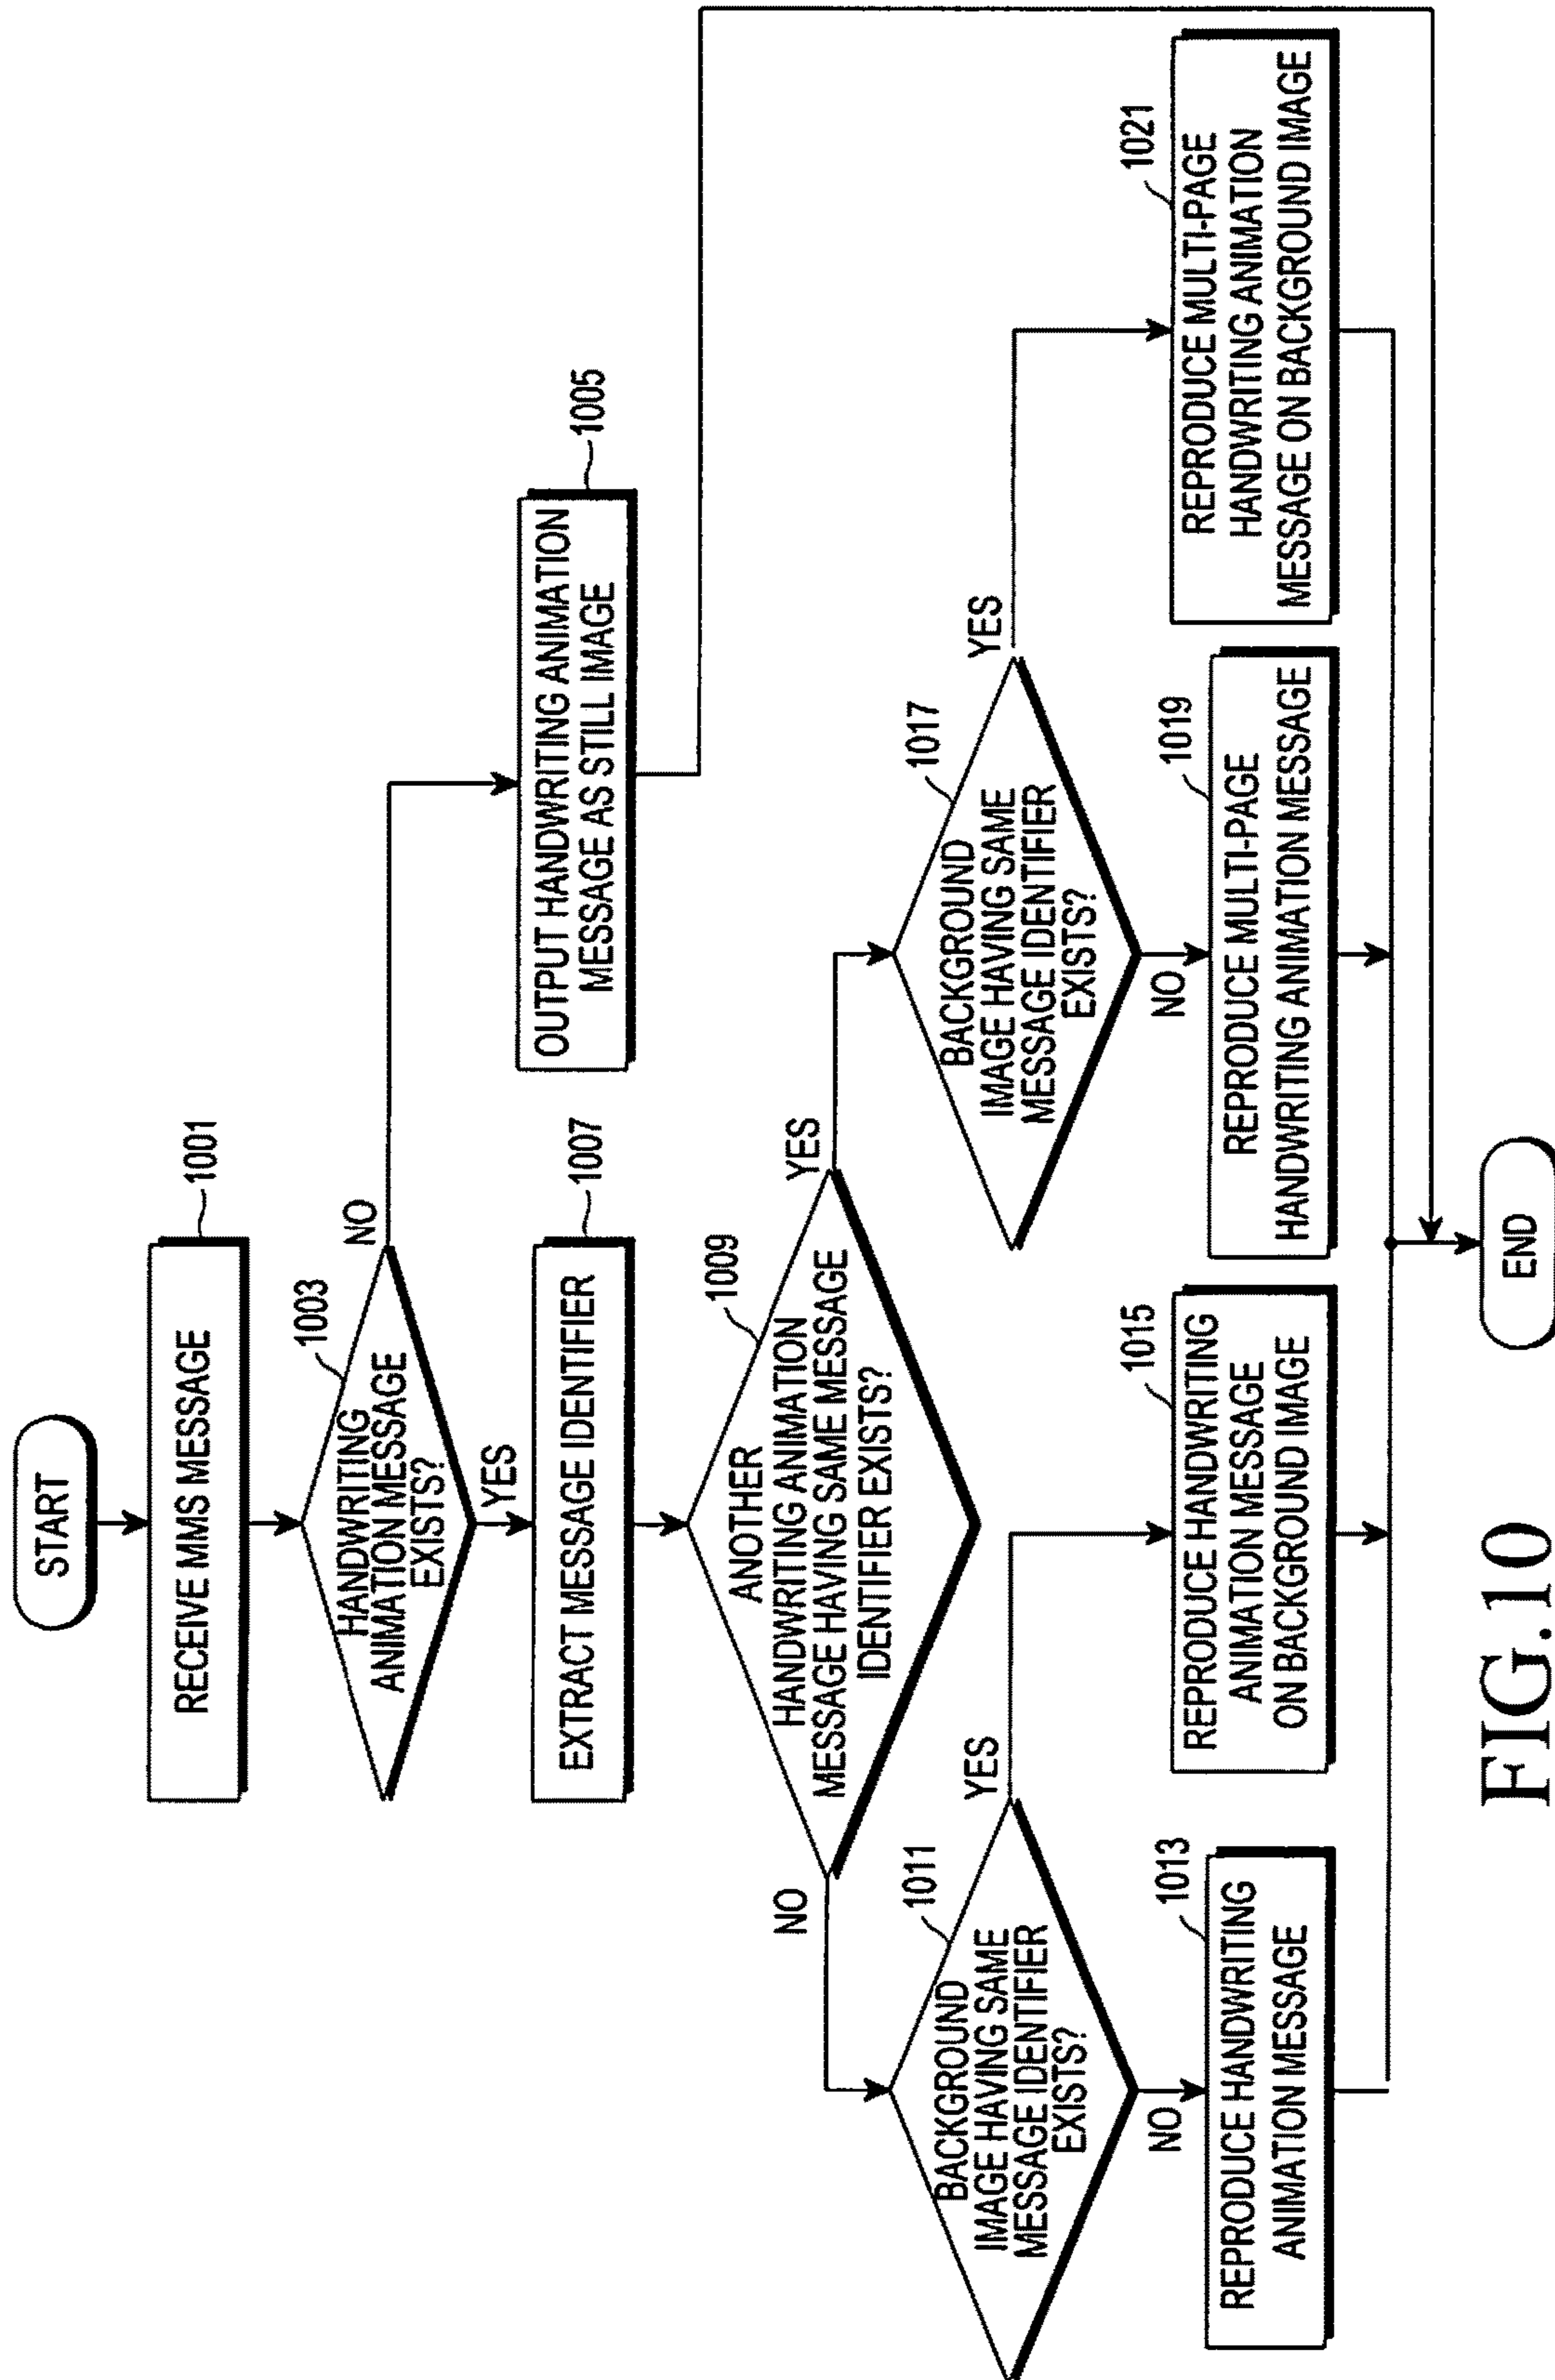 START
RECEIVE MMS MESSAGE
1001
HANDWRITING
ANIMATION MESSAGE
EXISTS?
1003
NO
YES
OUTPUT HANDWRITING ANIMATION
MESSAGE AS STILL IMAGE
1005
EXTRACT MESSAGE IDENTIFIER
1007
ANOTHER
HANDWRITING ANIMATION
MESSAGE HAVING SAME MESSAGE
IDENTIFIER EXISTS?
1009
NO
YES
BACKGROUND
IMAGE HAVING SAME
MESSAGE IDENTIFIER
EXISTS?
1011
YES
NO
BACKGROUND
IMAGE HAVING SAME
MESSAGE IDENTIFIER
EXISTS?
1017
YES
NO
REPRODUCE HANDWRITING
ANIMATION MESSAGE
1013
REPRODUCE HANDWRITING
ANIMATION MESSAGE
ON BACKGROUND IMAGE
1015
REPRODUCE MULTI-PAGE
HANDWRITING ANIMATION MESSAGE
1019
REPRODUCE MULTI-PAGE
HANDWRITING ANIMATION
MESSAGE ON BACKGROUND IMAGE
1021
END
FIG.10